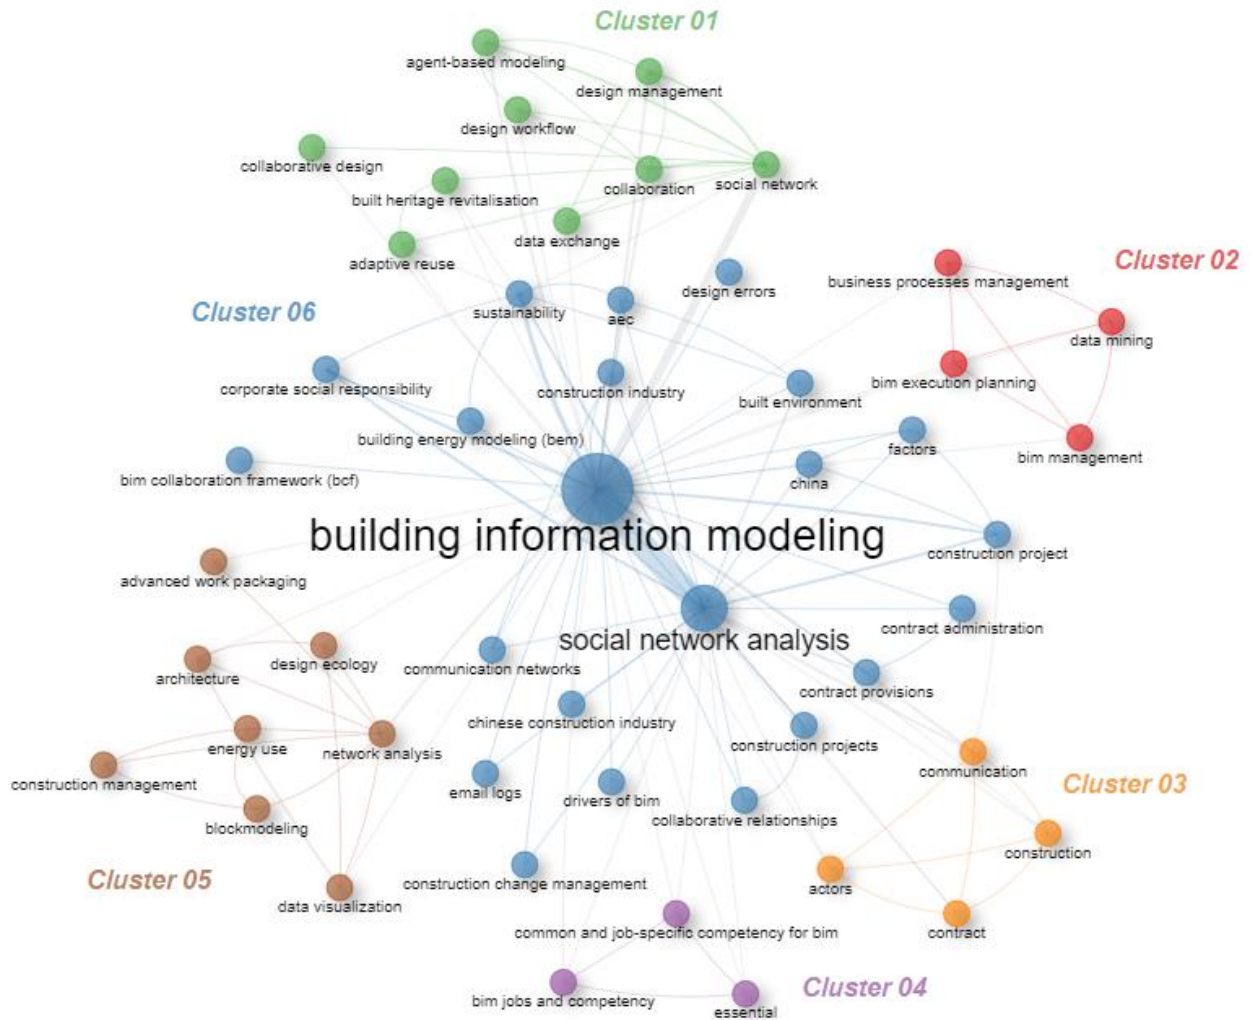 Cluster 01
agent-based modeling
design management
design workflow
collaborative design
collaboration
social network
built heritage revitalisation
data exchange
adaptive reuse
Cluster 02
business processes management
data mining
bim execution planning
bim management
design errors
Cluster 06
sustainability
aec
corporate social responsibility
construction industry
built environment
building energy modeling (bem)
factors
bim collaboration framework (bcf)
china
building information modeling
construction project
advanced work packaging
contract administration
social network analysis
design ecology
communication networks
architecture
contract provisions
chinese construction industry
energy use
network analysis
construction projects
construction management
communication
Cluster 03
email logs
drivers of bim
collaborative relationships
blockmodeling
construction
Cluster 05
construction change management
actors
data visualization
common and job-specific competency for bim
contract
Cluster 04
bim jobs and competency
essential